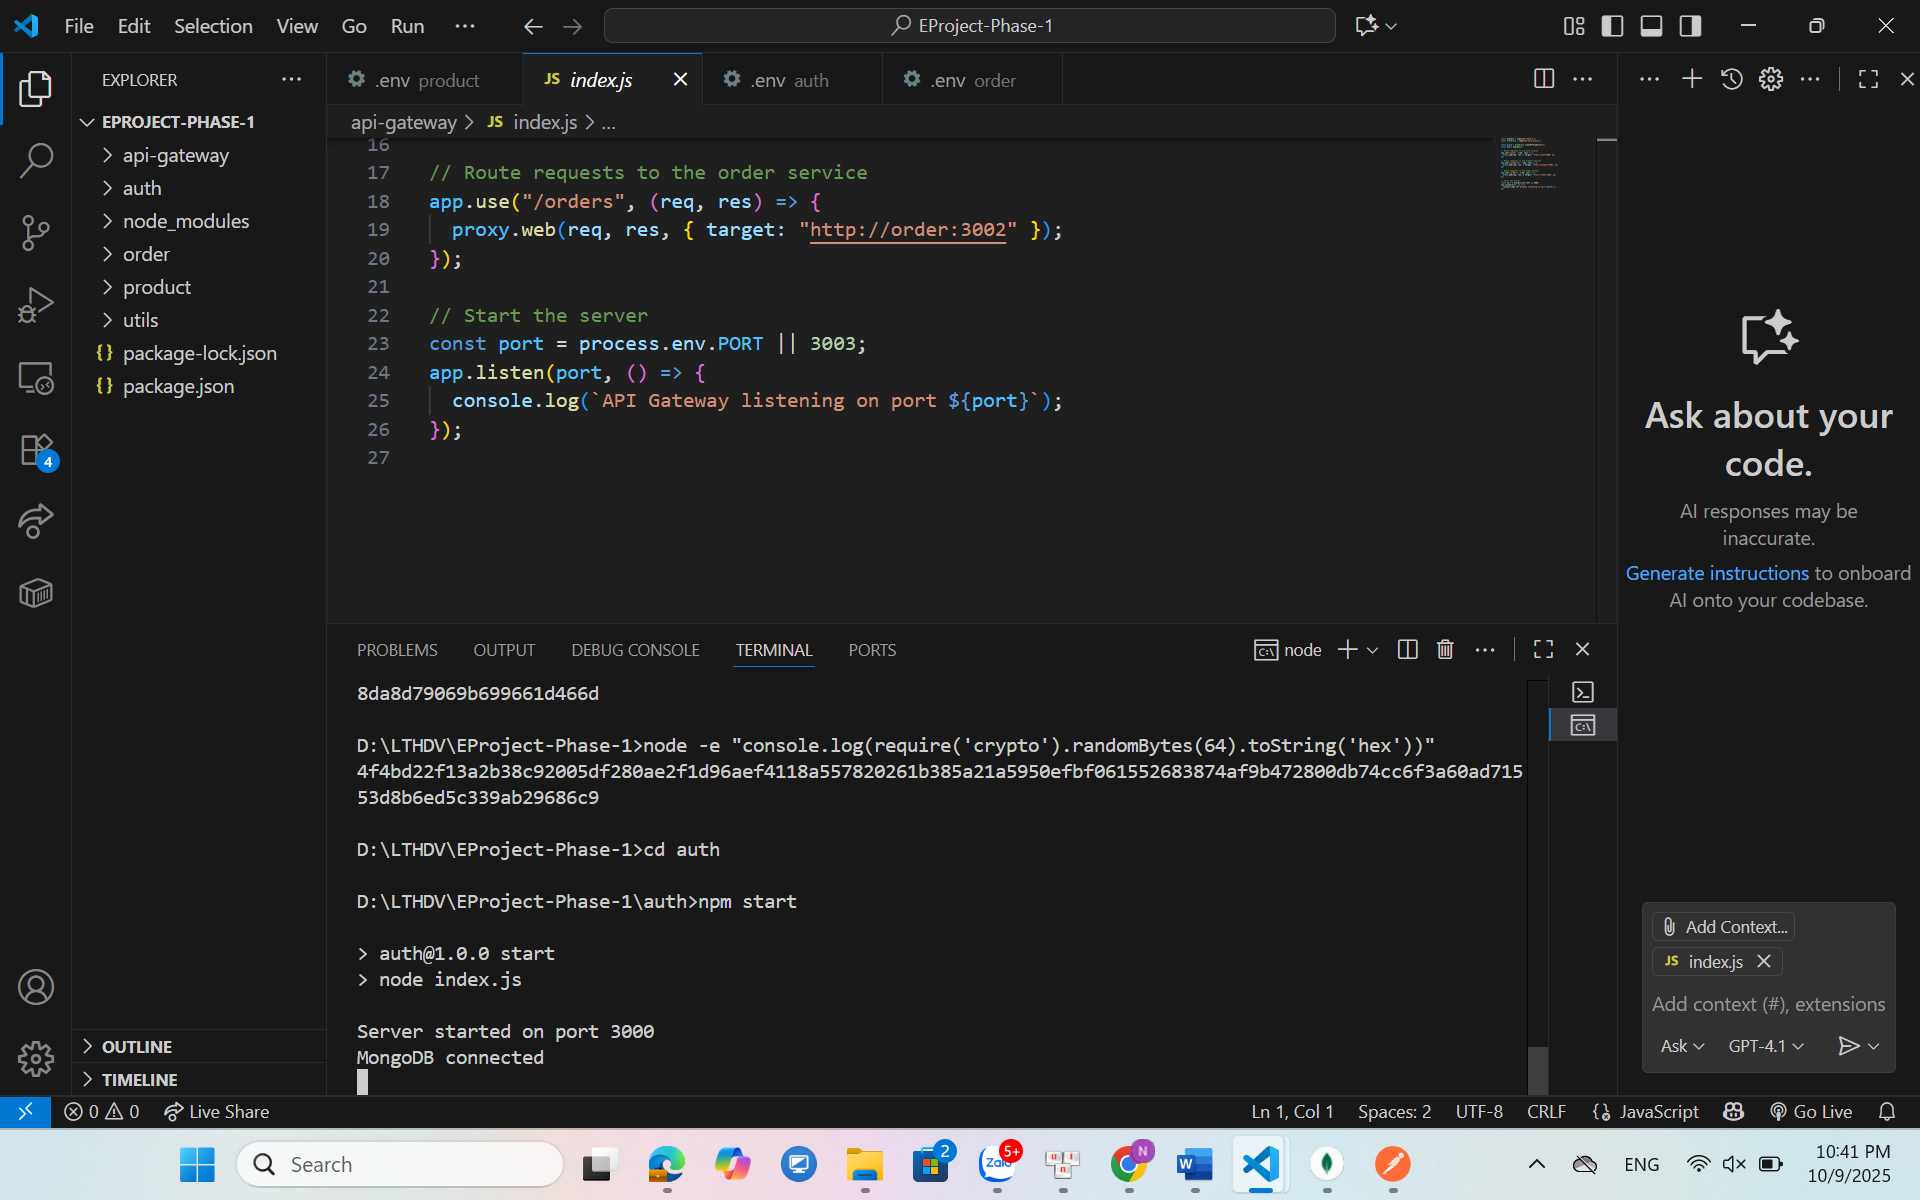 File Edit Selection View Go Run ···
EProject-Phase-1
EXPLORER
EPROJECT-PHASE-1
api-gateway
auth
node_modules
order
product
utils
{} package-lock.json
{} package.json
OUTLINE
TIMELINE
4
.env product
JS index.js
.env auth
.env order
api-gateway > JS index.js > ...
16
17 // Route requests to the order service
18 app.use("/orders", (req, res) => {
19 proxy.web(req, res, { target: "http://order:3002" });
20 });
21
22 // Start the server
23 const port = process.env.PORT || 3003;
24 app.listen(port, () => {
25 console.log(`API Gateway listening on port ${port}`);
26 });
27
PROBLEMS OUTPUT DEBUG CONSOLE TERMINAL PORTS
node
8da8d79069b699661d466d
D:\LTHDV\EProject-Phase-1>node -e "console.log(require('crypto').randomBytes(64).toString('hex'))"
4f4bd22f13a2b38c92005df280ae2f1d96aef4118a557820261b385a21a5950efbf061552683874af9b472800db74cc6f3a60ad715
53d8b6ed5c339ab29686c9
D:\LTHDV\EProject-Phase-1>cd auth
D:\LTHDV\EProject-Phase-1\auth>npm start
> auth@1.0.0 start
> node index.js
Server started on port 3000
MongoDB connected
Ask about your
code.
AI responses may be
inaccurate.
Generate instructions to onboard
AI onto your codebase.
Add Context...
JS index.js
Add context (#), extensions
Ask GPT-4.1
0 0 Live Share
Ln 1, Col 1 Spaces: 2 UTF-8 CRLF JavaScript Go Live
Search
2
Zalo
5+
N
W
ENG
10:41 PM
10/9/2025